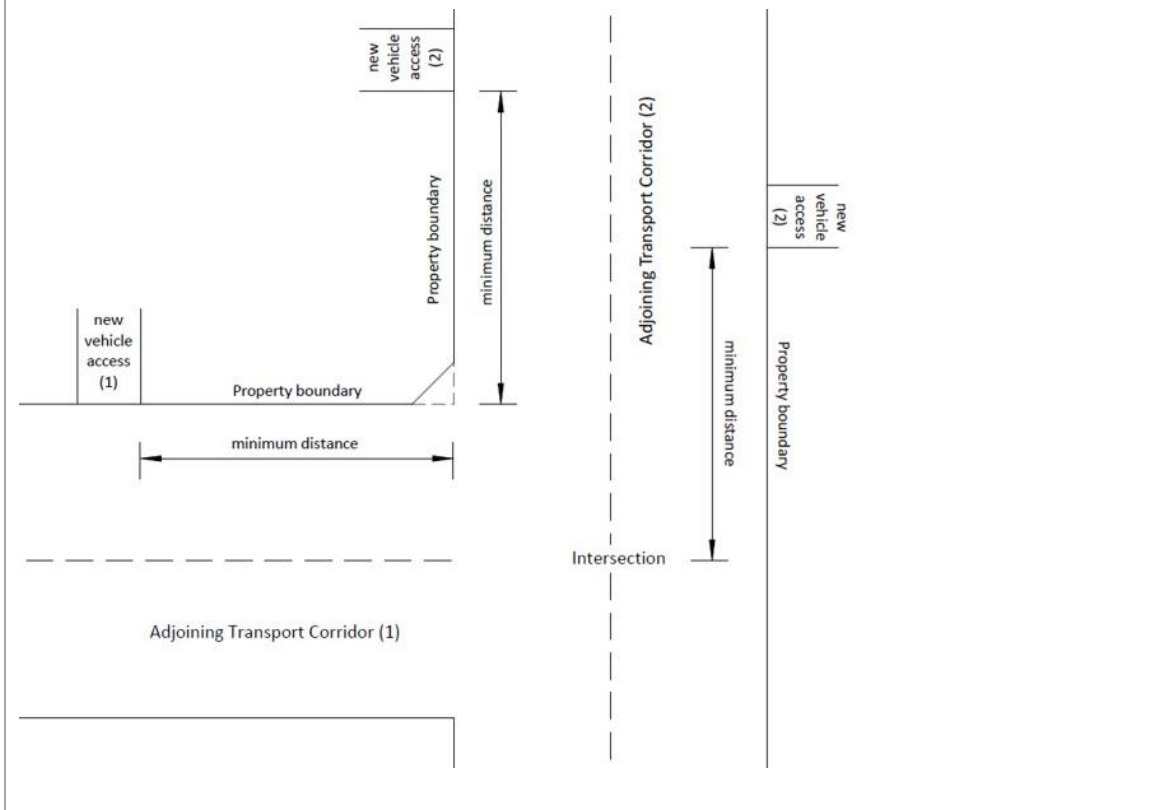 new
vehicle
access
(2)
Property boundary
minimum distance
Adjoining Transport Corridor (2)
new
vehicle
access
(2)
new
vehicle
access
(1)
Property boundary
minimum distance
minimum distance
Property boundary
Intersection
Adjoining Transport Corridor (1)